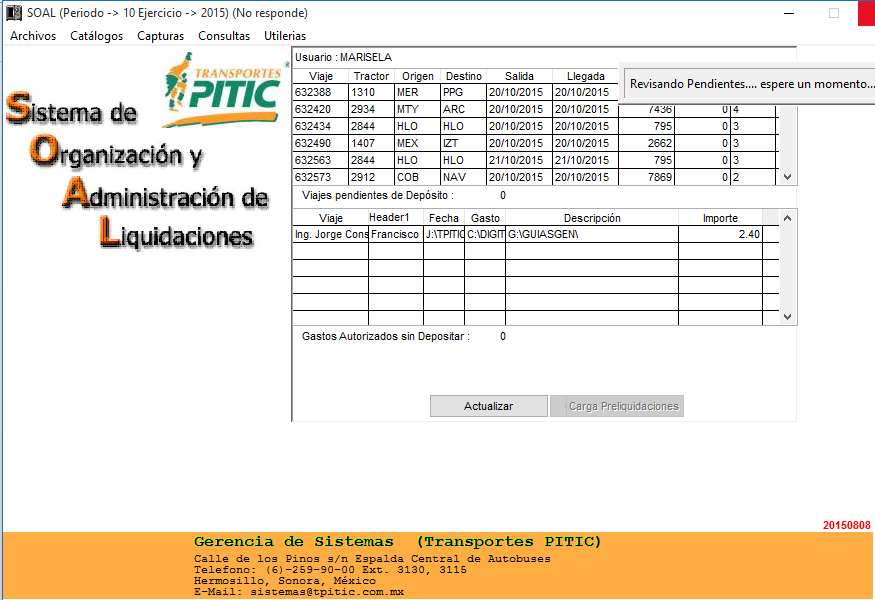 SOAL (Periodo -> 10 Ejercicio -> 2015) (No responde)
Archivos Catálogos Capturas Consultas Utilerias
TRANSPORTES
PITIC
®
Sistema de
Organización y
Administración de
Liquidaciones
Usuario : MARISELA
Viaje Tractor Origen Destino Salida Llegada
Revisando Pendientes.... espere un momento...
632388 1310 MER PPG 20/10/2015 20/10/2015
632420 2934 MTY ARC 20/10/2015 20/10/2015 7436 0 4
632434 2844 HLO HLO 20/10/2015 20/10/2015 795 0 3
632490 1407 MEX IZT 20/10/2015 20/10/2015 2662 0 3
632563 2844 HLO HLO 21/10/2015 21/10/2015 795 0 3
632573 2912 COB NAV 20/10/2015 20/10/2015 7869 0 2
Viajes pendientes de Depósito : 0
Viaje Header1 Fecha Gasto Descripción Importe
Ing. Jorge Cons Francisco J:\TPITIC C:\DIGIT G:\GUIASGEN\ 2.40
Gastos Autorizados sin Depositar : 0
Actualizar Carga Preliquidaciones
20150808
Gerencia de Sistemas (Transportes PITIC)
Calle de los Pinos s/n Espalda Central de Autobuses
Telefono: (6)-259-90-00 Ext. 3130, 3115
Hermosillo, Sonora, México
E-Mail: sistemas@tpitic.com.mx